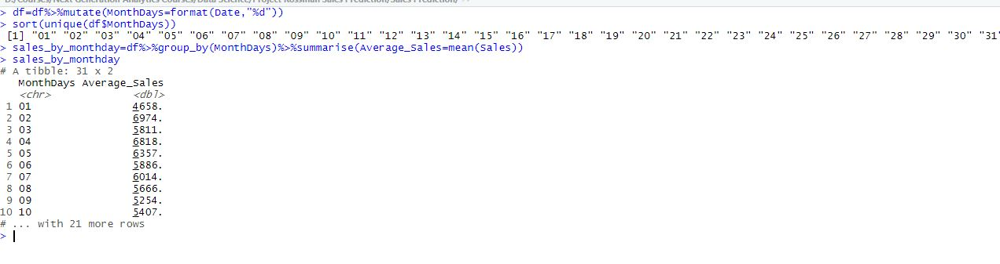 D:/Courses/Next Generation Analytics Courses/Data Science/Project Rossman Sales Prediction/Sales Prediction/
> df=df%>%mutate(MonthDays=format(Date,"%d"))
> sort(unique(df$MonthDays))
[1] "01" "02" "03" "04" "05" "06" "07" "08" "09" "10" "11" "12" "13" "14" "15" "16" "17" "18" "19" "20" "21" "22" "23" "24" "25" "26" "27" "28" "29" "30" "31"
> sales_by_monthday=df%>%group_by(MonthDays)%>%summarise(Average_Sales=mean(Sales))
> sales_by_monthday
# A tibble: 31 x 2
MonthDays Average_Sales
<chr> <dbl>
1 01 4658.
2 02 6974.
3 03 5811.
4 04 6818.
5 05 6357.
6 06 5886.
7 07 6014.
8 08 5666.
9 09 5254.
10 10 5407.
# ... with 21 more rows
>